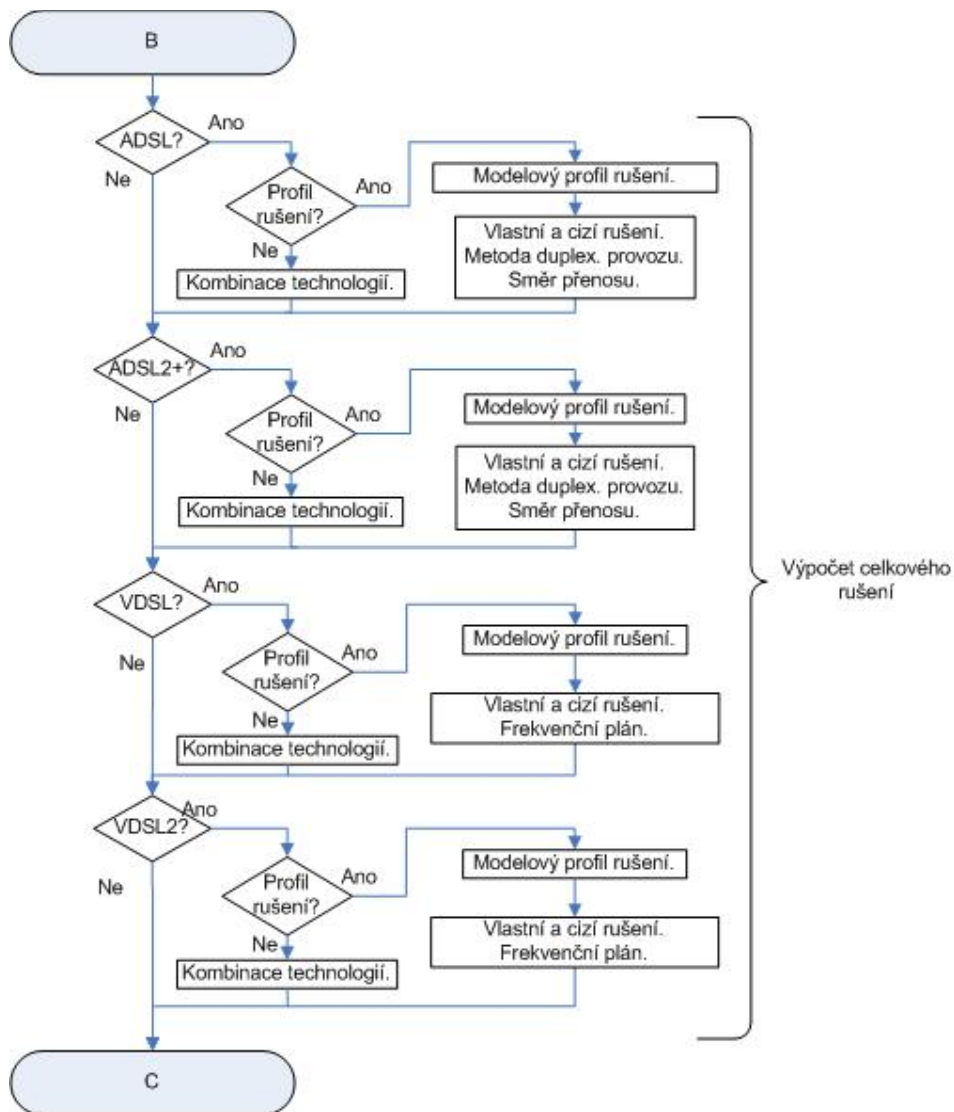 B
ADSL?
Ano
Ne
Profil
rušení?
Ano
Ne
Kombinace technologií.
Modelový profil rušení.
Vlastní a cizí rušení.
Metoda duplex. provozu.
Směr přenosu.
ADSL2+?
Ano
Ne
Profil
rušení?
Ano
Ne
Kombinace technologií.
Modelový profil rušení.
Vlastní a cizí rušení.
Metoda duplex. provozu.
Směr přenosu.
VDSL?
Ano
Ne
Profil
rušení?
Ano
Ne
Kombinace technologií.
Modelový profil rušení.
Vlastní a cizí rušení.
Frekvenční plán.
VDSL2?
Ano
Ne
Profil
rušení?
Ano
Ne
Kombinace technologií.
Modelový profil rušení.
Vlastní a cizí rušení.
Frekvenční plán.
Výpočet celkového
rušení
C